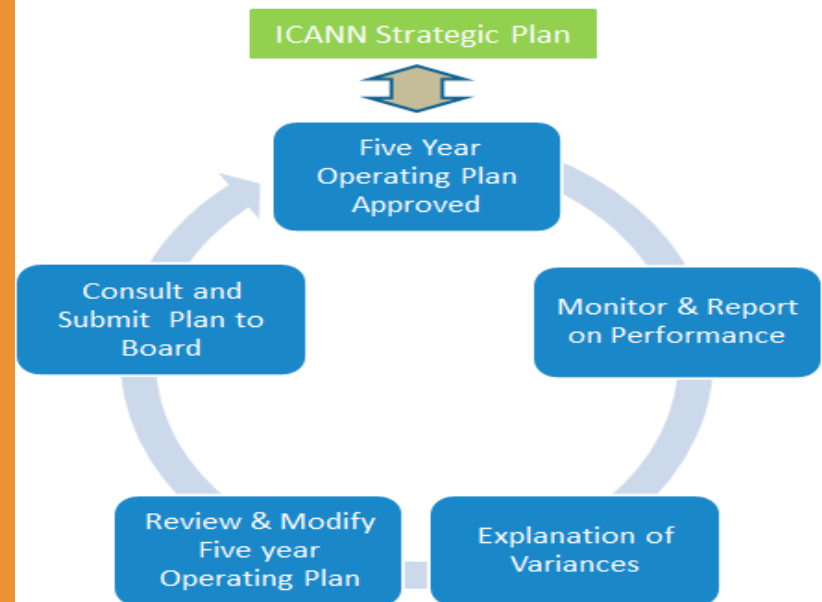 ICANN Strategic Plan
Five Year
Operating Plan
Approved
Monitor & Report
on Performance
Explanation of
Variances
Review & Modify
Five year
Operating Plan
Consult and
Submit Plan to
Board